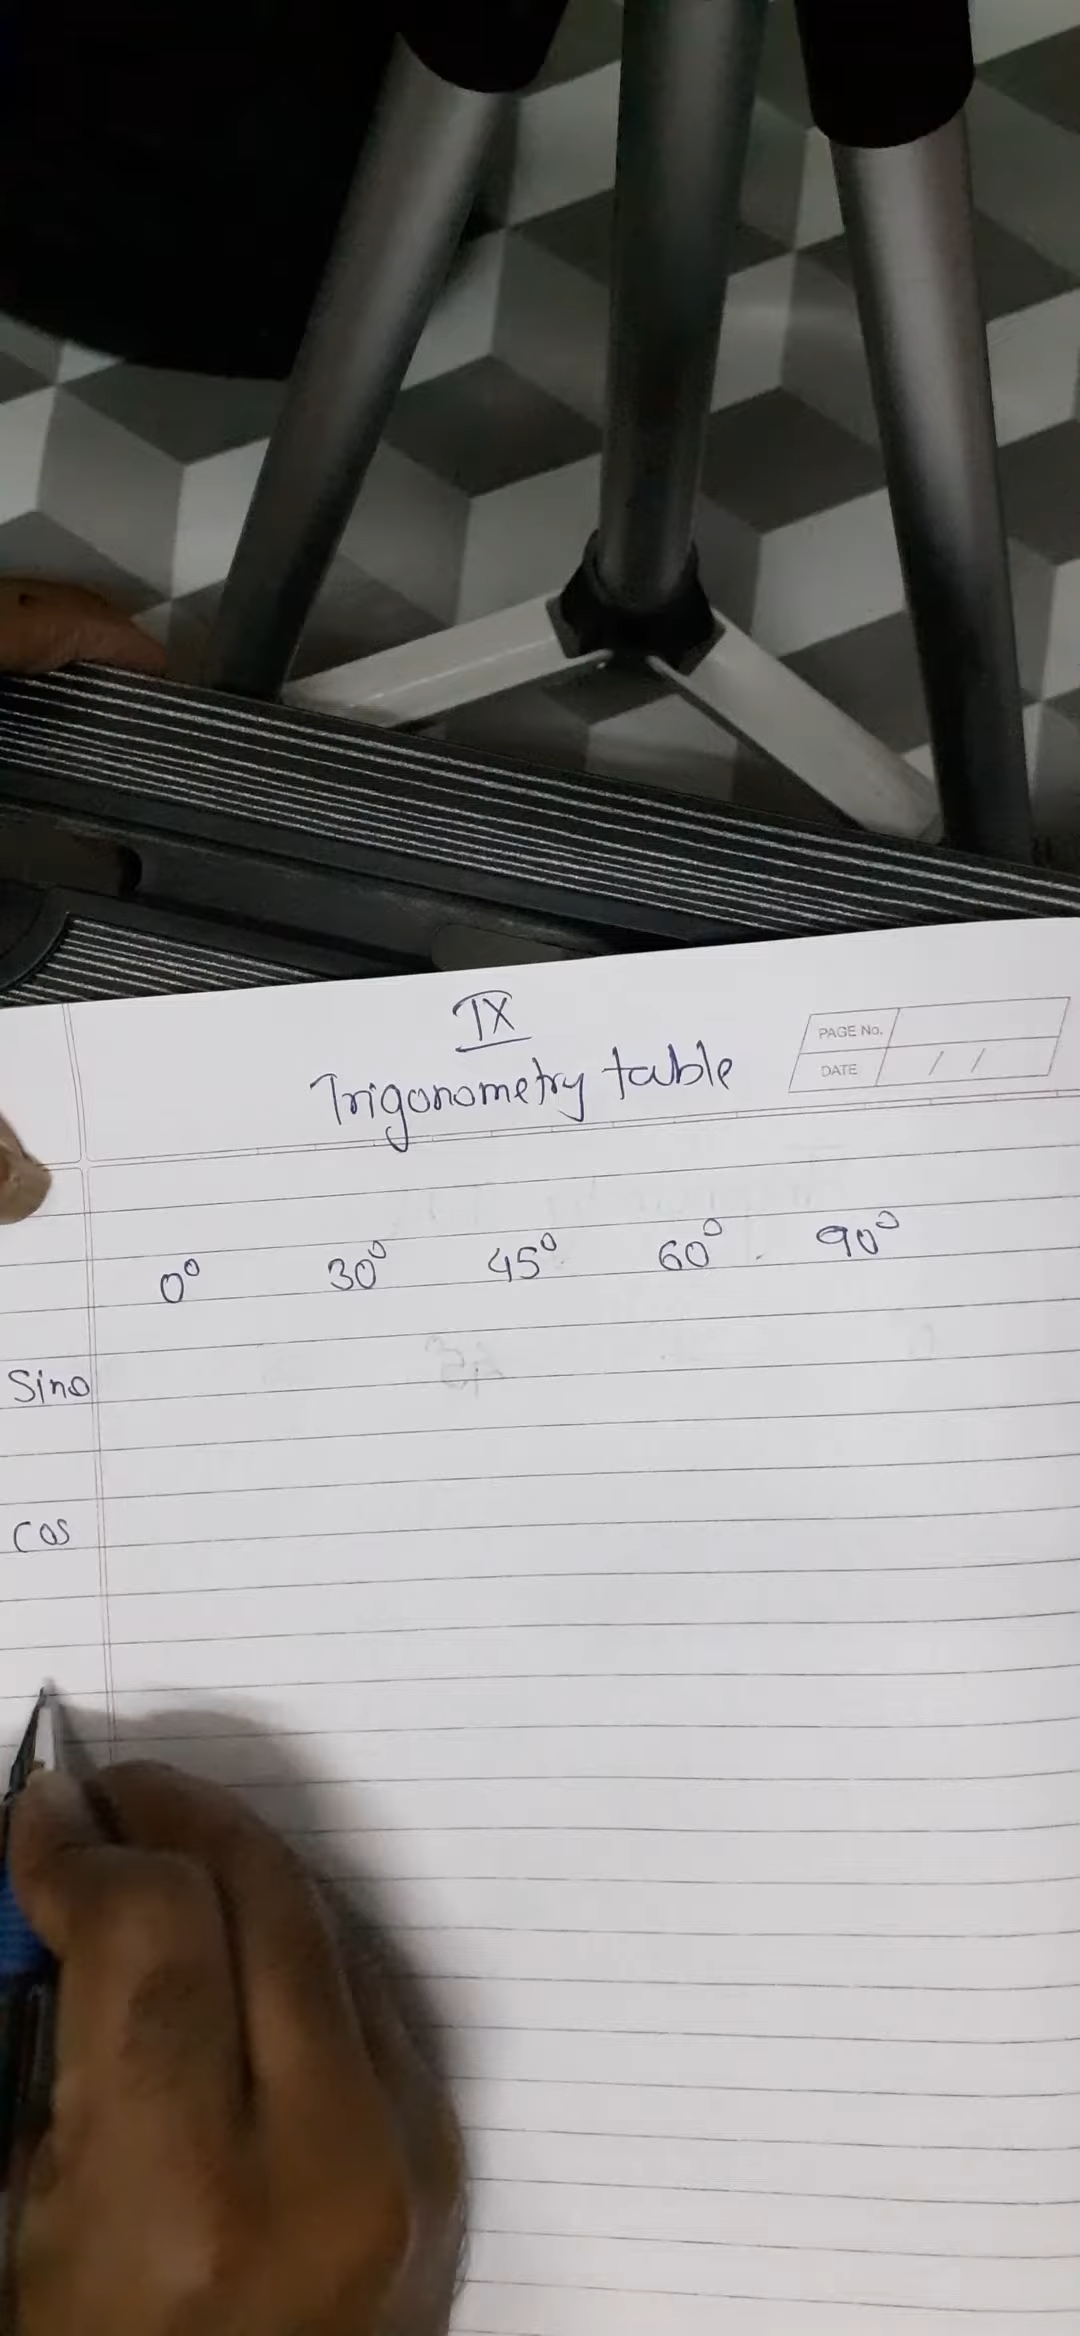 IX
PAGE No.
Trigonometry table
DATE / /
0° 30° 45° 60° 90°
Sinθ
cos